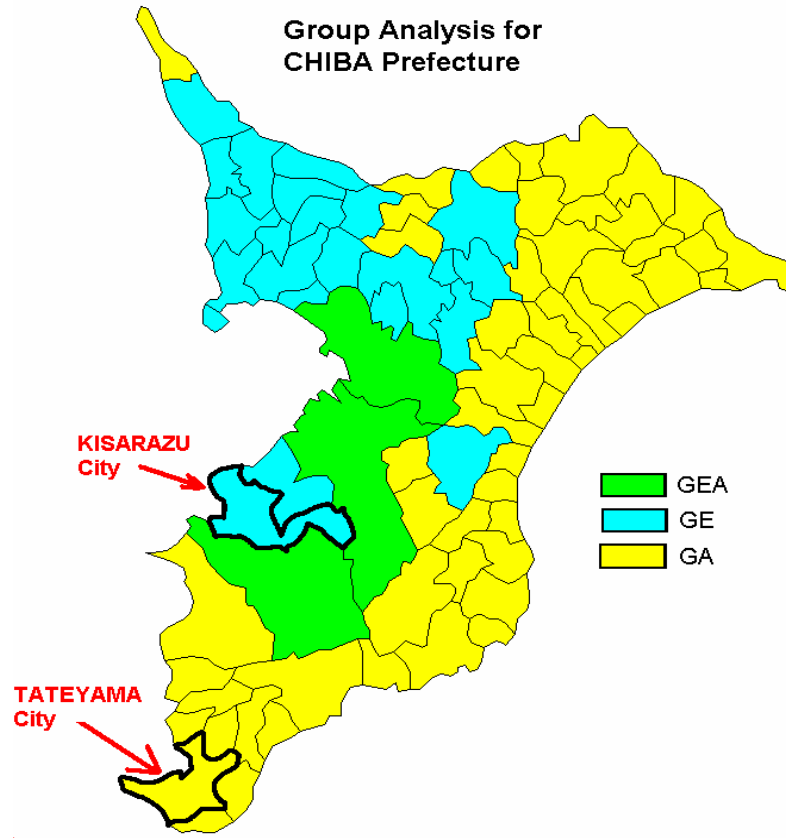 Group Analysis for
CHIBA Prefecture
KISARAZU
City
GEA
GE
GA
TATEYAMA
City